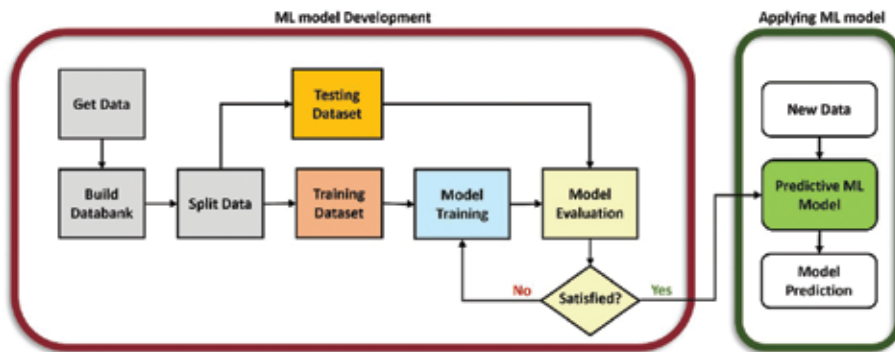 ML model Development
Applying ML model
Get Data
Build
Databank
Split Data
Testing
Dataset
Training
Dataset
Model
Training
Model
Evaluation
Satisfied?
No
Yes
New Data
Predictive ML
Model
Model
Prediction